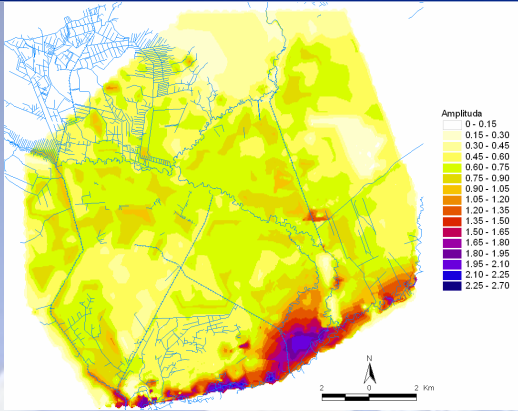 Amplituda
0 - 0.15
0.15 - 0.30
0.30 - 0.45
0.45 - 0.60
0.60 - 0.75
0.75 - 0.90
0.90 - 1.05
1.05 - 1.20
1.20 - 1.35
1.35 - 1.50
1.50 - 1.65
1.65 - 1.80
1.80 - 1.95
1.95 - 2.10
2.10 - 2.25
2.25 - 2.70
N
2 0 2 Km